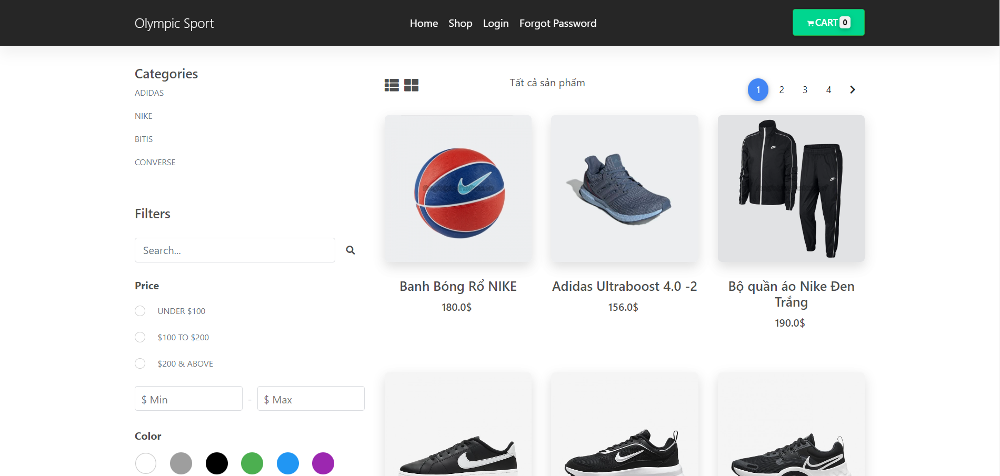 Olympic Sport
Home Shop Login Forgot Password
CART 0
Categories
ADIDAS
NIKE
BITIS
CONVERSE
Filters
Search...
Price
UNDER $100
$100 TO $200
$200 & ABOVE
$ Min - $ Max
Color
Tất cả sản phẩm
1 2 3 4
Banh Bóng Rổ NIKE
180.0$
Adidas Ultraboost 4.0 -2
156.0$
Bộ quần áo Nike Đen
Trắng
190.0$